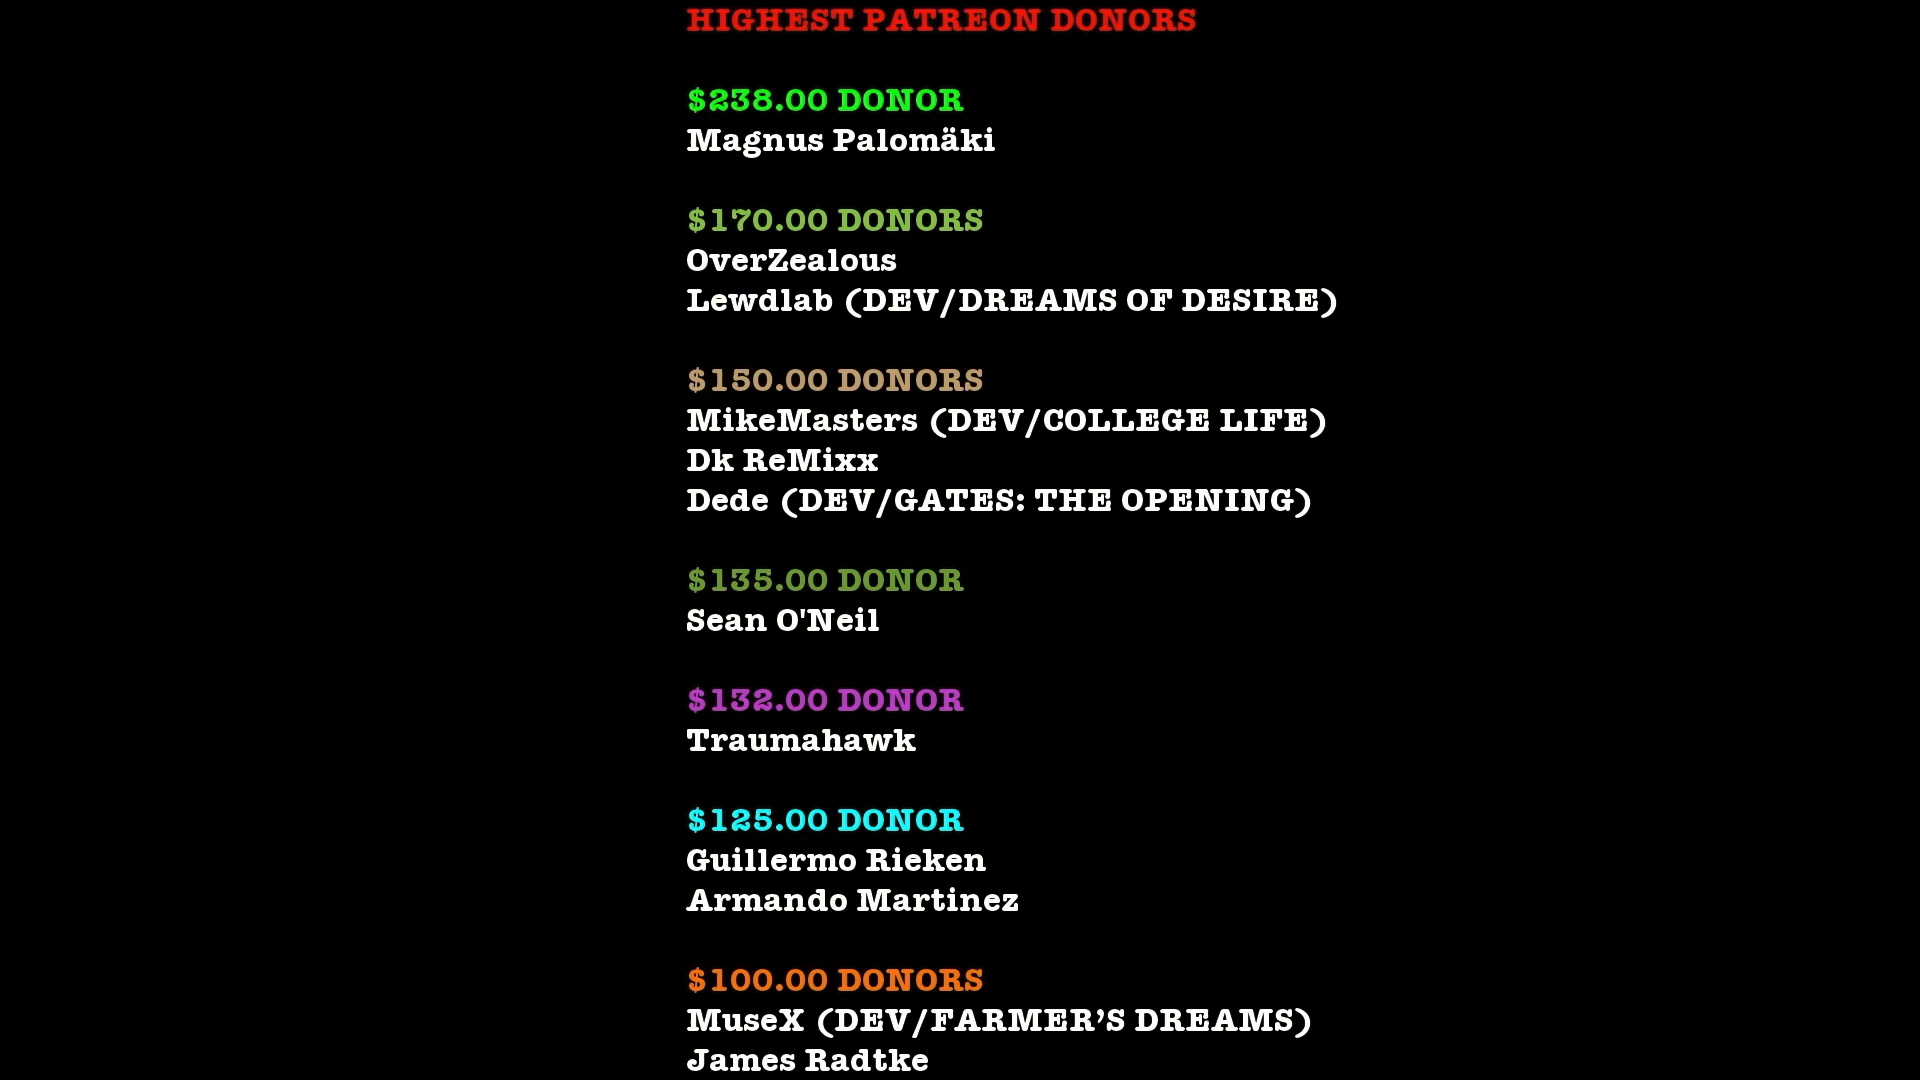 HIGHEST PATREON DONORS
$238.00 DONOR
Magnus Palomäki
$170.00 DONORS
OverZealous
Lewdlab (DEV/DREAMS OF DESIRE)
$150.00 DONORS
MikeMasters (DEV/COLLEGE LIFE)
Dk ReMixx
Dede (DEV/GATES: THE OPENING)
$135.00 DONOR
Sean O'Neil
$132.00 DONOR
Traumahawk
$125.00 DONOR
Guillermo Rieken
Armando Martinez
$100.00 DONORS
MuseX (DEV/FARMER’S DREAMS)
James Radtke